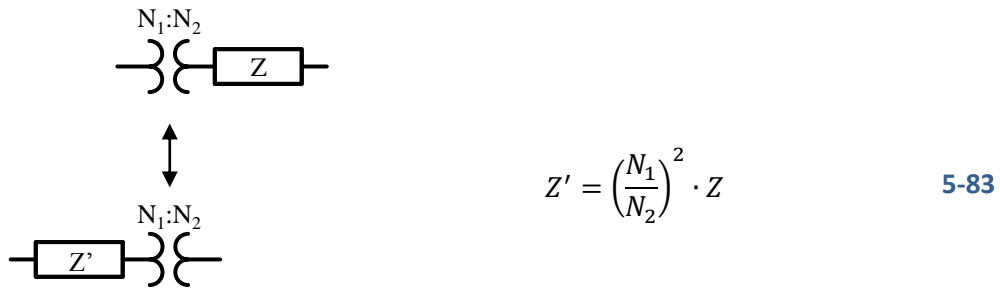 N₁:N₂
Z
Z' = (N₁/N₂)² · Z
5-83
N₁:N₂
Z’